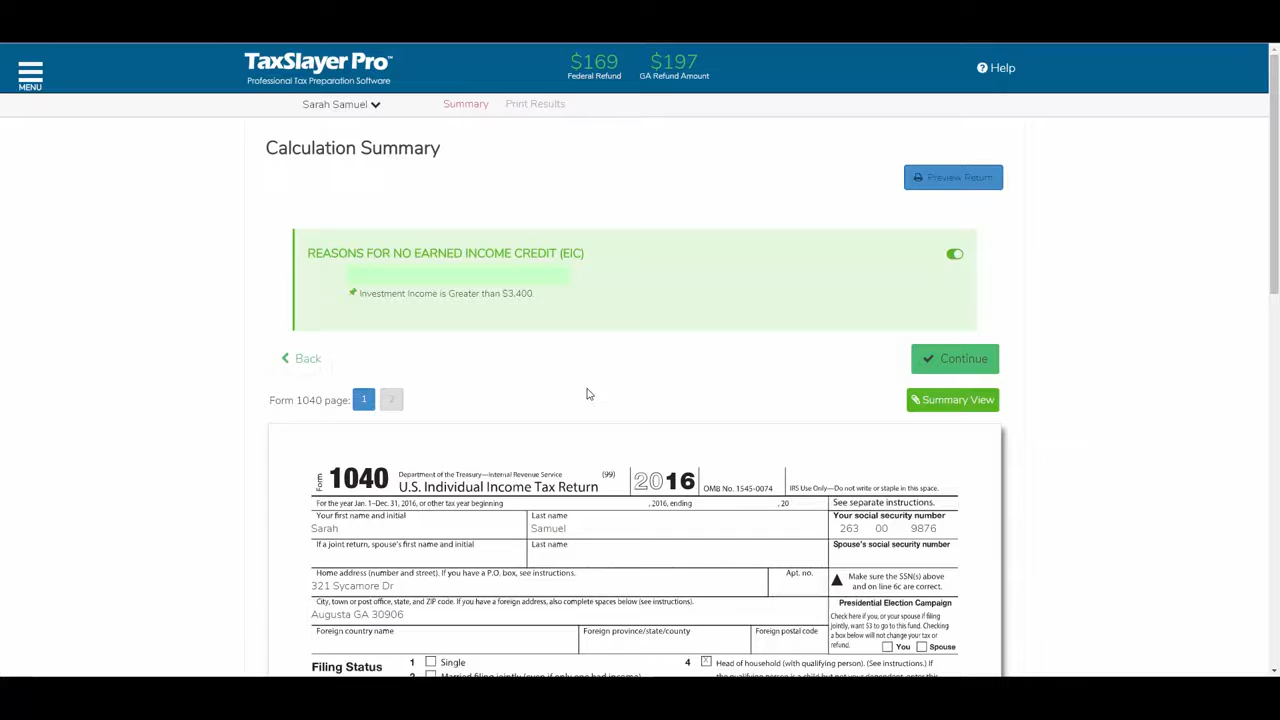 MENU
TaxSlayer Pro™
Professional Tax Preparation Software
$169
Federal Refund
$197
GA Refund Amount
Help
Sarah Samuel
Summary
Print Results
Calculation Summary
Preview Return
REASONS FOR NO EARNED INCOME CREDIT (EIC)
Investment Income is Greater than $3,400.
Back
Continue
Form 1040 page: 1 2
Summary View
Form 1040
Department of the Treasury—Internal Revenue Service (99)
U.S. Individual Income Tax Return
2016
OMB No. 1545-0074
IRS Use Only—Do not write or staple in this space.
For the year Jan. 1–Dec. 31, 2016, or other tax year beginning , 2016, ending , 20
See separate instructions.
Your first name and initial
Last name
Your social security number
Sarah
Samuel
263 00 9876
If a joint return, spouse's first name and initial
Last name
Spouse's social security number
Home address (number and street). If you have a P.O. box, see instructions.
Apt. no.
321 Sycamore Dr
Make sure the SSN(s) above
and on line 6c are correct.
City, town or post office, state, and ZIP code. If you have a foreign address, also complete spaces below (see instructions).
Augusta GA 30906
Presidential Election Campaign
Check here if you, or your spouse if filing
jointly, want $3 to go to this fund. Checking
a box below will not change your tax or
refund.
You
Spouse
Foreign country name
Foreign province/state/county
Foreign postal code
Filing Status
1 Single
4 X Head of household (with qualifying person). (See instructions.) If